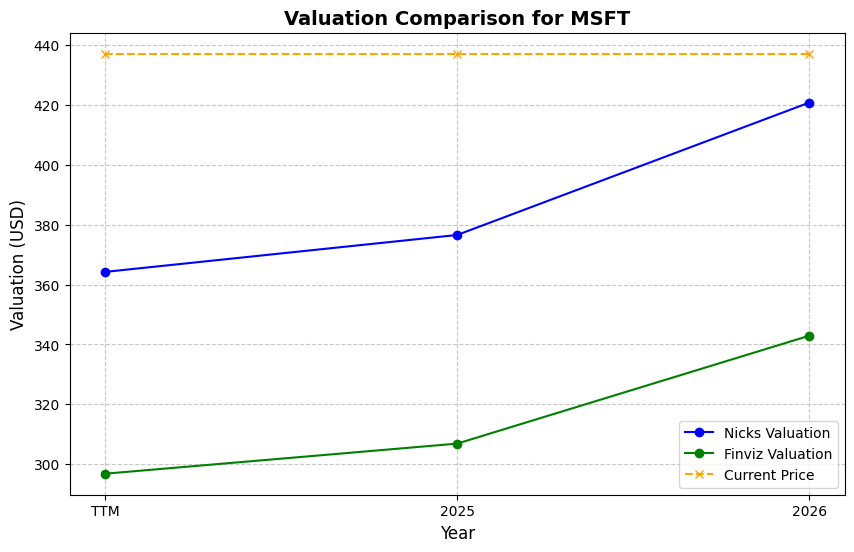 Valuation Comparison for MSFT
Valuation (USD)
440
420
400
380
360
340
320
300
TTM
2025
2026
Year
Nicks Valuation
Finviz Valuation
Current Price